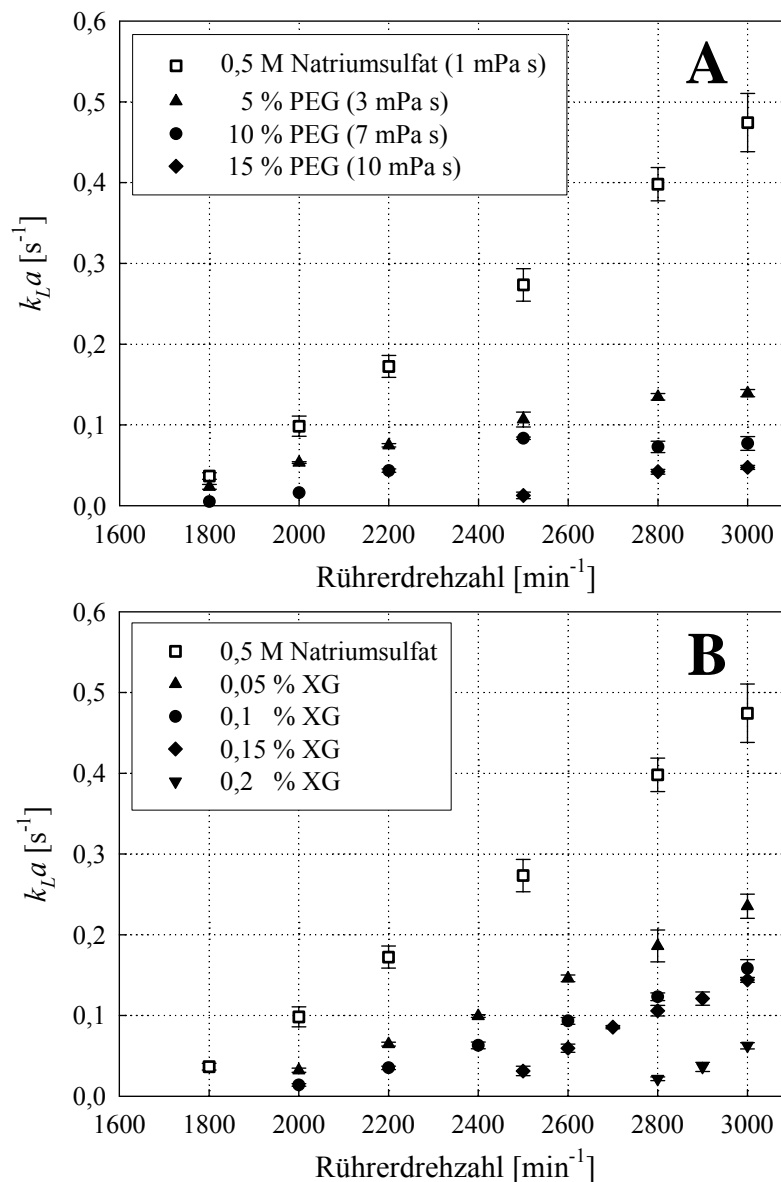 A
0,5 M Natriumsulfat (1 mPa s)
5 % PEG (3 mPa s)
10 % PEG (7 mPa s)
15 % PEG (10 mPa s)
k_L a [s⁻¹]
0,6
0,5
0,4
0,3
0,2
0,1
0,0
1600 1800 2000 2200 2400 2600 2800 3000
Rührerdrehzahl [min⁻¹]
B
0,5 M Natriumsulfat
0,05 % XG
0,1 % XG
0,15 % XG
0,2 % XG
k_L a [s⁻¹]
0,6
0,5
0,4
0,3
0,2
0,1
0,0
1600 1800 2000 2200 2400 2600 2800 3000
Rührerdrehzahl [min⁻¹]